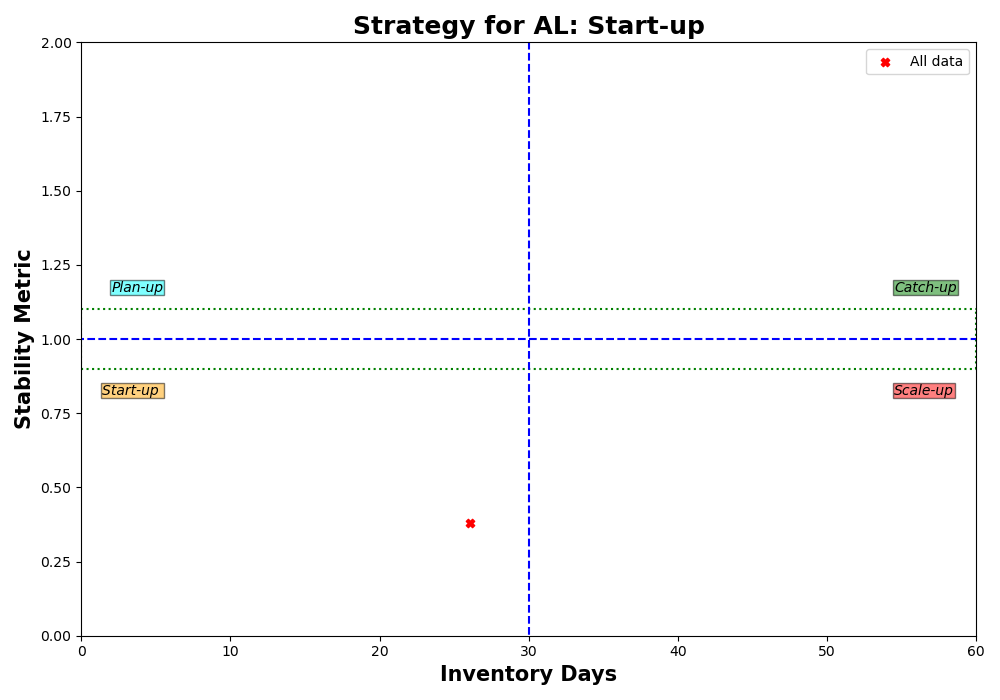 Strategy for AL: Start-up
All data
Stability Metric
2.00
1.75
1.50
1.25
1.00
0.75
0.50
0.25
0.00
Plan-up
Catch-up
Start-up
Scale-up
0 10 20 30 40 50 60
Inventory Days